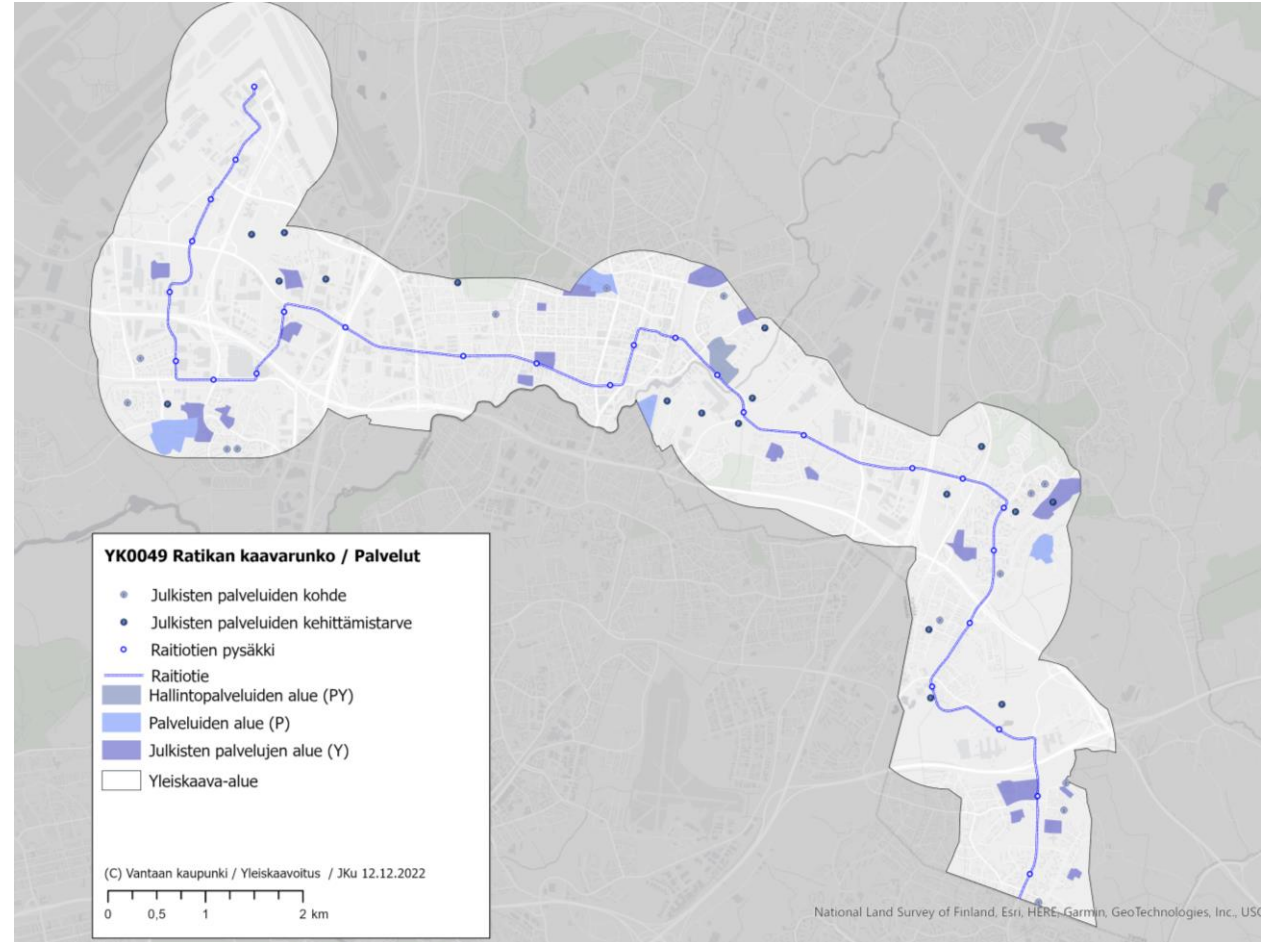 YK0049 Ratikan kaavarunko / Palvelut
Julkisten palveluiden kohde
Julkisten palveluiden kehittämistarve
Raitiotien pysäkki
Raitiotie
Hallintopalveluiden alue (PY)
Palveluiden alue (P)
Julkisten palvelujen alue (Y)
Yleiskaava-alue
(C) Vantaan kaupunki / Yleiskaavoitus / JKu 12.12.2022
0 0,5 1 2 km
National Land Survey of Finland, Esri, HERE, Garmin, GeoTechnologies, Inc., USG